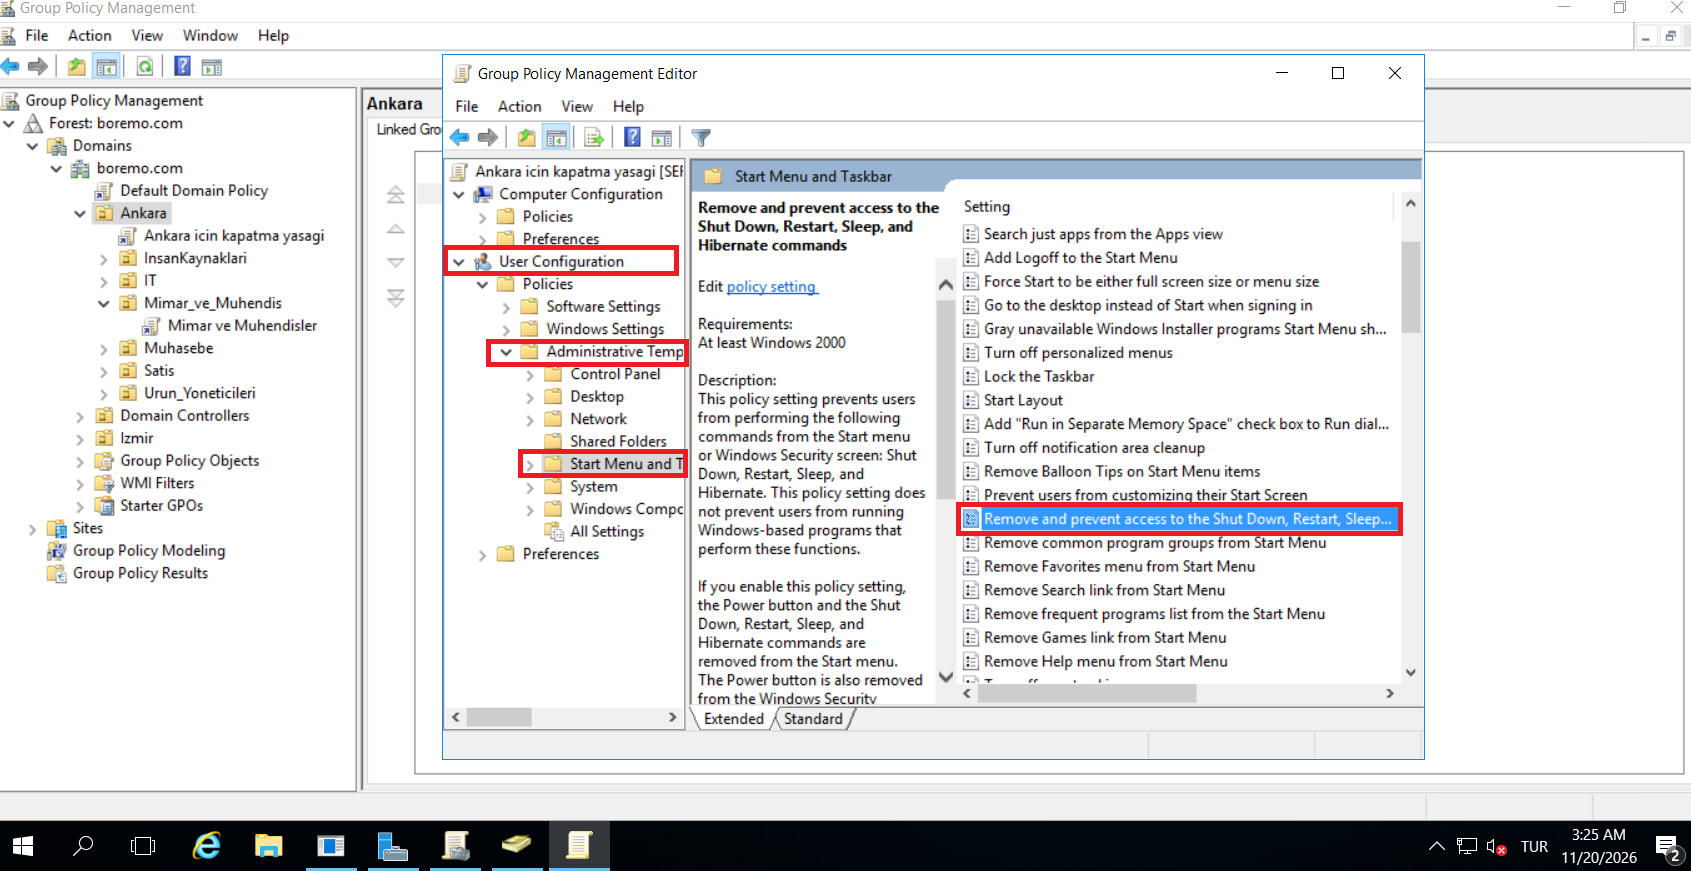 Group Policy Management
File Action View Window Help
Group Policy Management
Forest: boremo.com
Domains
boremo.com
Default Domain Policy
Ankara
Ankara icin kapatma yasagi
InsanKaynaklari
IT
Mimar_ve_Muhendis
Mimar ve Muhendisler
Muhasebe
Satis
Urun_Yoneticileri
Domain Controllers
Izmir
Group Policy Objects
WMI Filters
Starter GPOs
Sites
Group Policy Modeling
Group Policy Results
Ankara
Linked Gro
Group Policy Management Editor
File Action View Help
Ankara icin kapatma yasagi [SEF
Computer Configuration
Policies
Preferences
User Configuration
Policies
Software Settings
Windows Settings
Administrative Temp
Control Panel
Desktop
Network
Shared Folders
Start Menu and T
System
Windows Compo
All Settings
Preferences
Start Menu and Taskbar
Remove and prevent access to the
Shut Down, Restart, Sleep, and
Hibernate commands
Edit policy setting
Requirements:
At least Windows 2000
Description:
This policy setting prevents users
from performing the following
commands from the Start menu
or Windows Security screen: Shut
Down, Restart, Sleep, and
Hibernate. This policy setting does
not prevent users from running
Windows-based programs that
perform these functions.
If you enable this policy setting,
the Power button and the Shut
Down, Restart, Sleep, and
Hibernate commands are
removed from the Start menu.
The Power button is also removed
from the Windows Security
Setting
Search just apps from the Apps view
Add Logoff to the Start Menu
Force Start to be either full screen size or menu size
Go to the desktop instead of Start when signing in
Gray unavailable Windows Installer programs Start Menu sh...
Turn off personalized menus
Lock the Taskbar
Start Layout
Add "Run in Separate Memory Space" check box to Run dial...
Turn off notification area cleanup
Remove Balloon Tips on Start Menu items
Prevent users from customizing their Start Screen
Remove and prevent access to the Shut Down, Restart, Sleep...
Remove common program groups from Start Menu
Remove Favorites menu from Start Menu
Remove Search link from Start Menu
Remove frequent programs list from the Start Menu
Remove Games link from Start Menu
Remove Help menu from Start Menu
Extended Standard
TUR
3:25 AM
11/20/2026
2